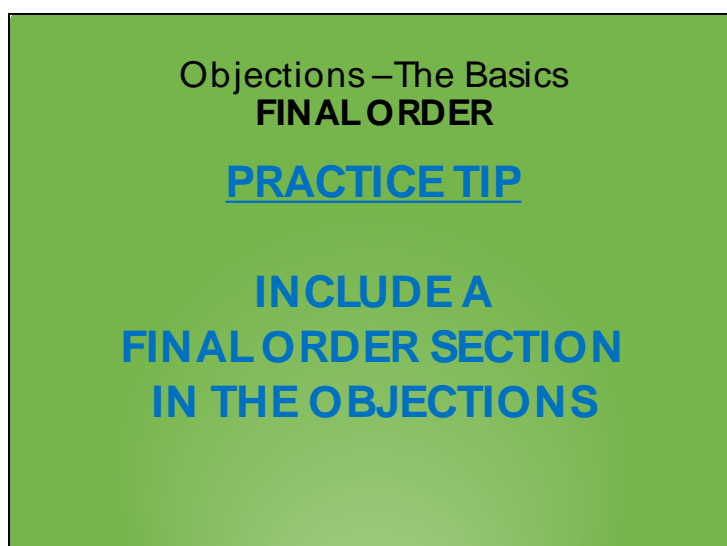 Objections –The Basics
FINAL ORDER
PRACTICE TIP
INCLUDE A
FINAL ORDER SECTION
IN THE OBJECTIONS